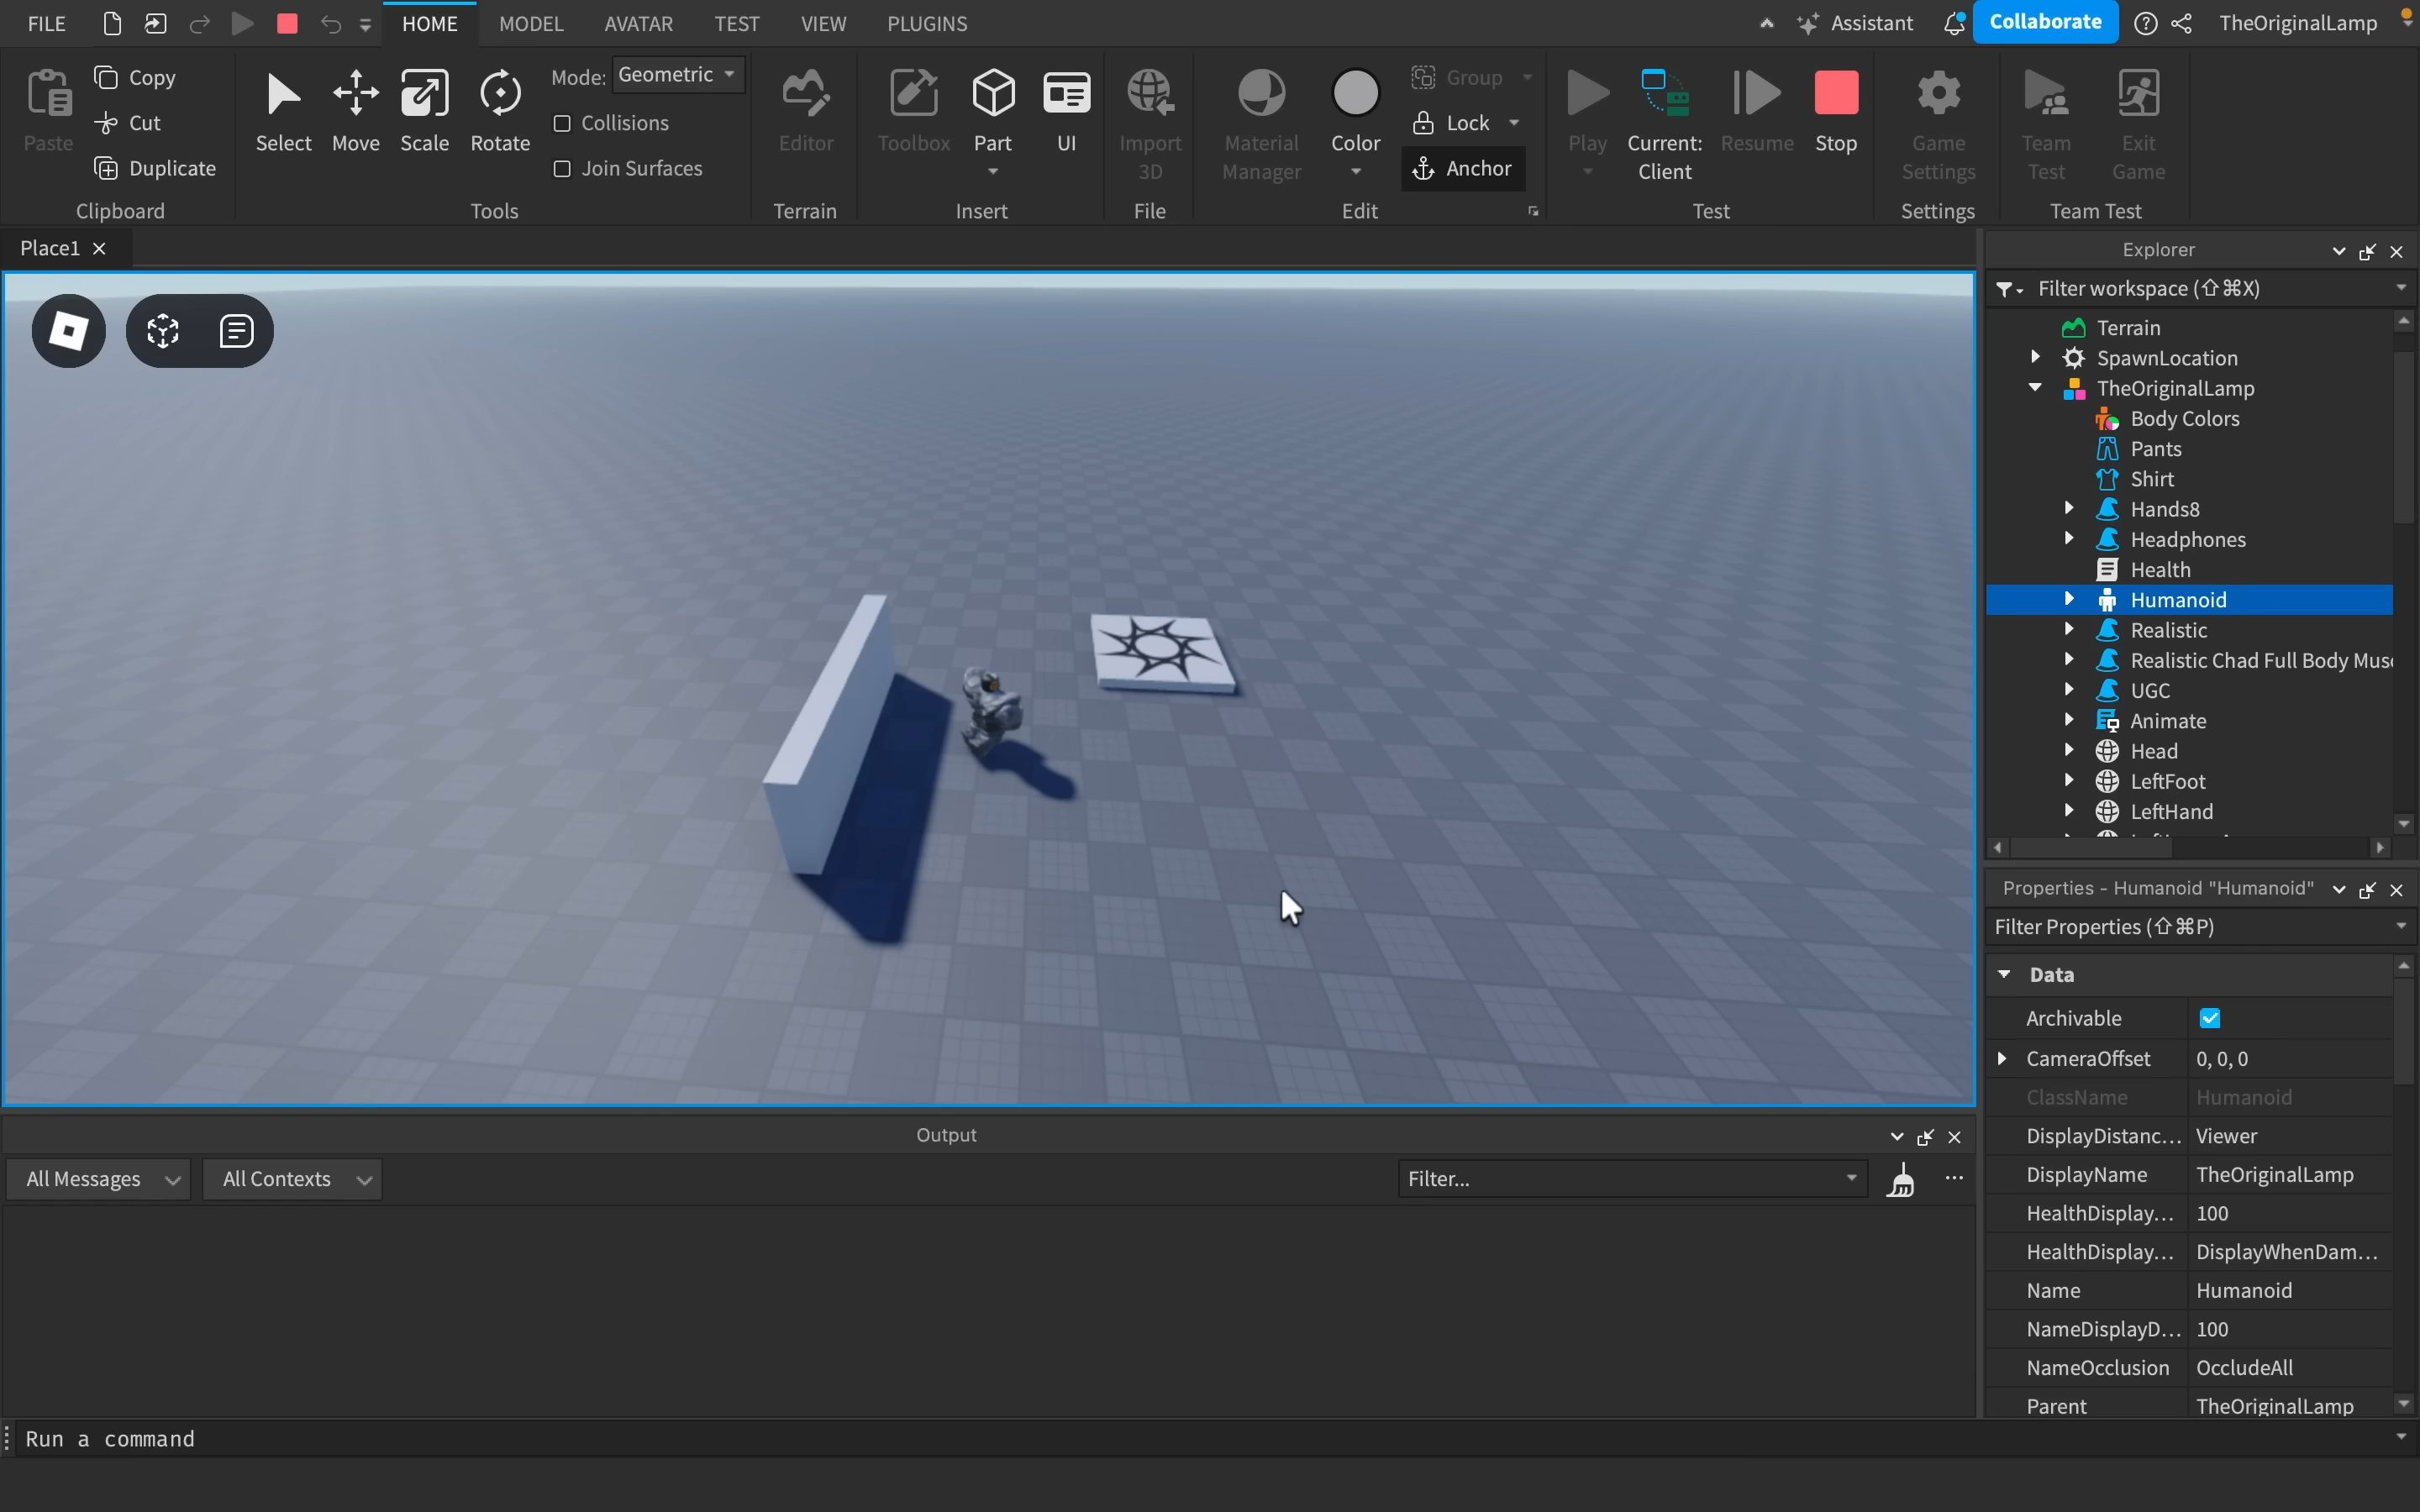 FILE
HOME
MODEL
AVATAR
TEST
VIEW
PLUGINS
Assistant
Collaborate
TheOriginalLamp
Paste
Copy
Cut
Duplicate
Clipboard
Select
Move
Scale
Rotate
Mode: Geometric
Collisions
Join Surfaces
Tools
Editor
Terrain
Toolbox
Part
UI
Insert
Import
3D
File
Material
Manager
Color
Group
Lock
Anchor
Edit
Play
Current:
Client
Resume
Stop
Test
Game
Settings
Settings
Team
Test
Exit
Game
Team Test
Place1
Explorer
Filter workspace (⇧⌘X)
Terrain
SpawnLocation
TheOriginalLamp
Body Colors
Pants
Shirt
Hands8
Headphones
Health
Humanoid
Realistic
Realistic Chad Full Body Mus
UGC
Animate
Head
LeftFoot
LeftHand
Properties - Humanoid "Humanoid"
Filter Properties (⇧⌘P)
Data
Archivable
CameraOffset 0, 0, 0
ClassName Humanoid
DisplayDistanc... Viewer
DisplayName TheOriginalLamp
HealthDisplay... 100
HealthDisplay... DisplayWhenDam...
Name Humanoid
NameDisplayD... 100
NameOcclusion OccludeAll
Parent TheOriginalLamp
Output
All Messages
All Contexts
Filter...
Run a command